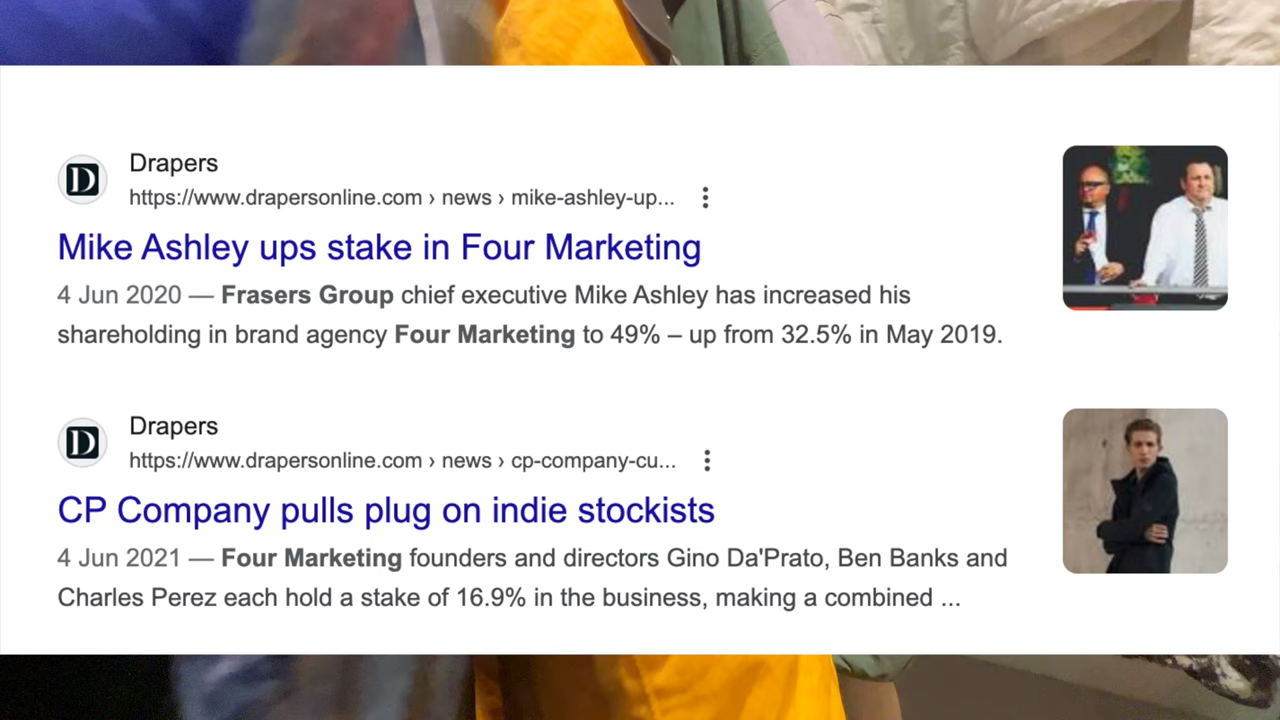 D
Drapers
https://www.drapersonline.com › news › mike-ashley-up...
Mike Ashley ups stake in Four Marketing
4 Jun 2020 — Frasers Group chief executive Mike Ashley has increased his
shareholding in brand agency Four Marketing to 49% – up from 32.5% in May 2019.
D
Drapers
https://www.drapersonline.com › news › cp-company-cu...
CP Company pulls plug on indie stockists
4 Jun 2021 — Four Marketing founders and directors Gino Da'Prato, Ben Banks and
Charles Perez each hold a stake of 16.9% in the business, making a combined ...